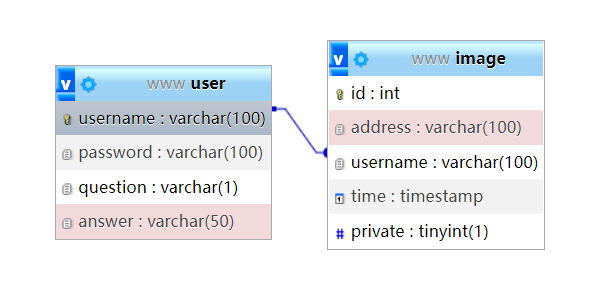 v www user
username : varchar(100)
password : varchar(100)
question : varchar(1)
answer : varchar(50)
v www image
id : int
address : varchar(100)
username : varchar(100)
time : timestamp
# private : tinyint(1)